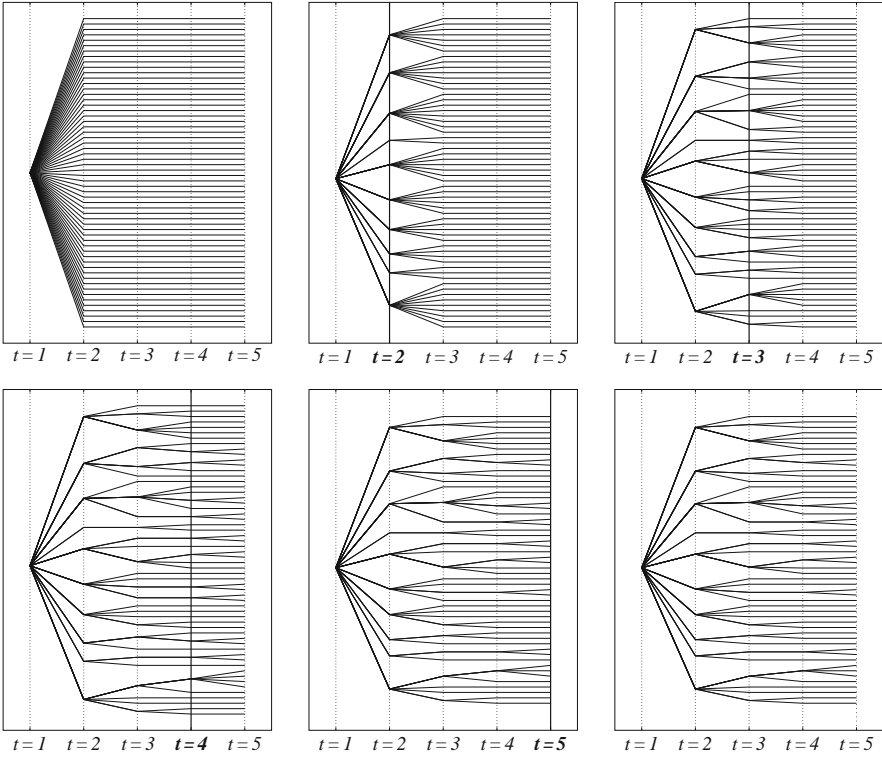 t = 1 t = 2 t = 3 t = 4 t = 5
t = 1 t = 2 t = 3 t = 4 t = 5
t = 1 t = 2 t = 3 t = 4 t = 5
t = 1 t = 2 t = 3 t = 4 t = 5
t = 1 t = 2 t = 3 t = 4 t = 5
t = 1 t = 2 t = 3 t = 4 t = 5